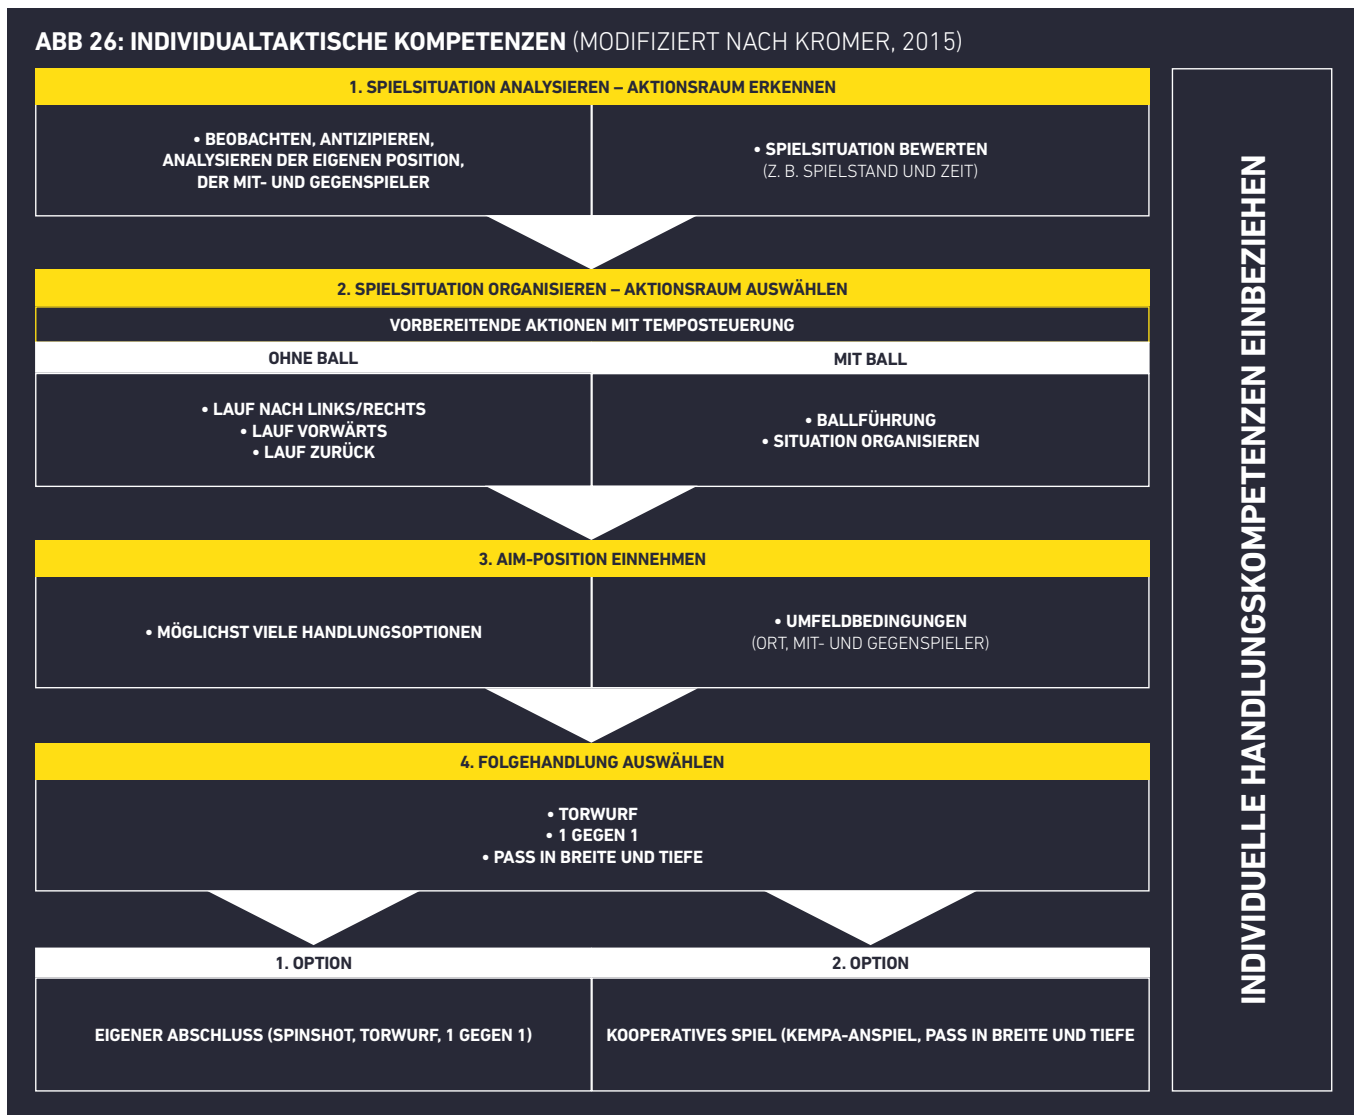 ABB 26: INDIVIDUALTAKTISCHE KOMPETENZEN (MODIFIZIERT NACH KROMER, 2015)
1. SPIELSITUATION ANALYSIEREN – AKTIONSRAUM ERKENNEN
• BEOBACHTEN, ANTIZIPIEREN,
ANALYSIEREN DER EIGENEN POSITION,
DER MIT- UND GEGENSPIELER
• SPIELSITUATION BEWERTEN
(Z. B. SPIELSTAND UND ZEIT)
2. SPIELSITUATION ORGANISIEREN – AKTIONSRAUM AUSWÄHLEN
VORBEREITENDE AKTIONEN MIT TEMPOSTEUERUNG
OHNE BALL
MIT BALL
• LAUF NACH LINKS/RECHTS
• LAUF VORWÄRTS
• LAUF ZURÜCK
• BALLFÜHRUNG
• SITUATION ORGANISIEREN
3. AIM-POSITION EINNEHMEN
• MÖGLICHST VIELE HANDLUNGSOPTIONEN
• UMFELDBEDINGUNGEN
(ORT, MIT- UND GEGENSPIELER)
4. FOLGEHANDLUNG AUSWÄHLEN
• TORWURF
• 1 GEGEN 1
• PASS IN BREITE UND TIEFE
1. OPTION
2. OPTION
EIGENER ABSCHLUSS (SPINSHOT, TORWURF, 1 GEGEN 1)
KOOPERATIVES SPIEL (KEMPA-ANSPIEL, PASS IN BREITE UND TIEFE
INDIVIDUELLE HANDLUNGSKOMPETENZEN EINBEZIEHEN